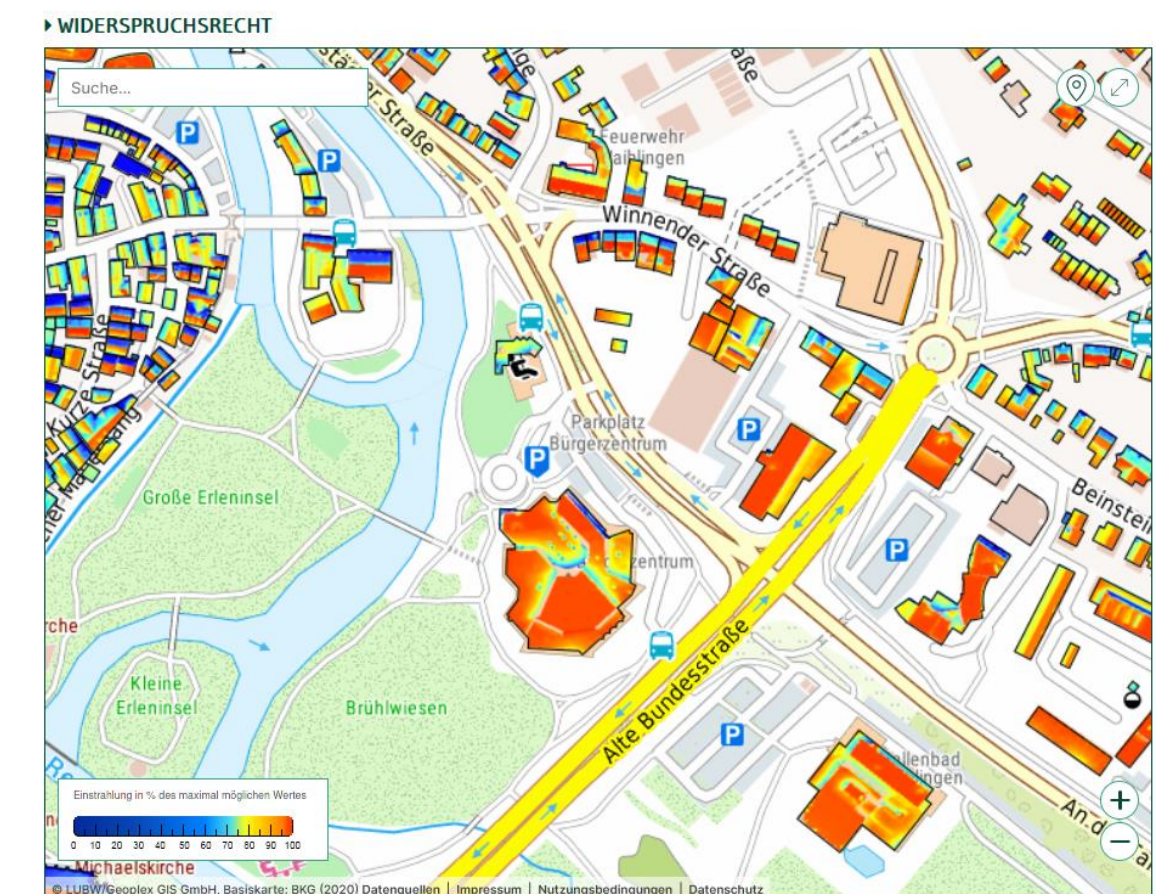 WIDERSPRUCHSRECHT
Suche...
Straße
Feuerwehr
Winnender Straße
P
P
Parkplatz
Bürgerzentrum
P
P
Kurze Straße
Große Erleninsel
Beinstei
P
zentrum
rche
Kleine
Erleninsel
Brühlwiesen
Alte Bundesstraße
P
llenbad
An d
Einstrahlung in % des maximal möglichen Wertes
0 10 20 30 40 50 60 70 80 90 100
+
−
Michaelskirche
© LUBW/Geoplex GIS GmbH, Basiskarte: BKG (2020) Datenquellen | Impressum | Nutzungsbedingungen | Datenschutz